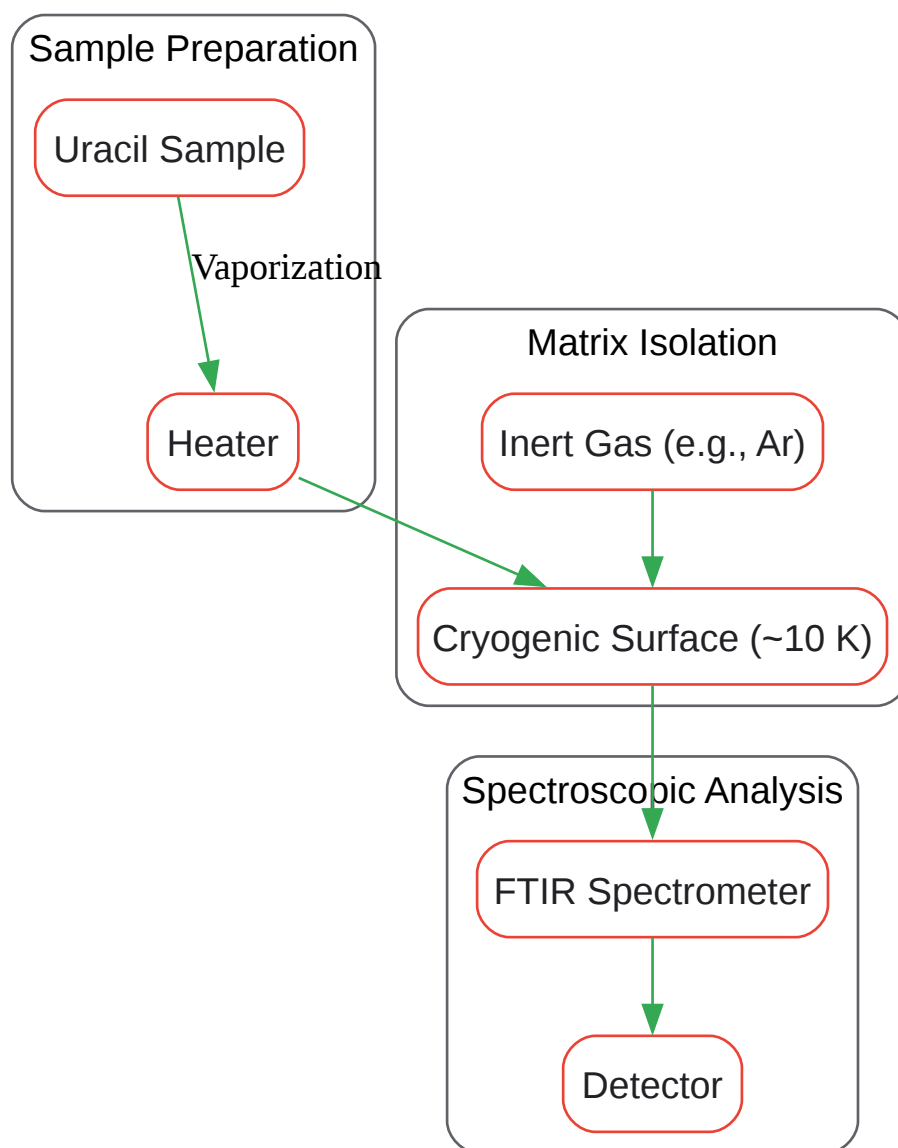 Sample Preparation
Uracil Sample
Vaporization
Heater
Matrix Isolation
Inert Gas (e.g., Ar)
Cryogenic Surface (~10 K)
Spectroscopic Analysis
FTIR Spectrometer
Detector